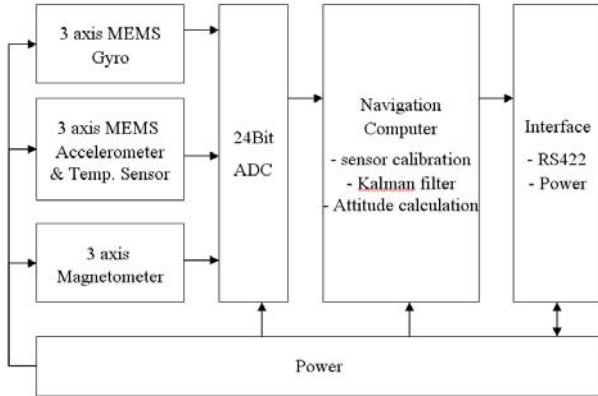 3 axis MEMS
Gyro
3 axis MEMS
Accelerometer
& Temp. Sensor
3 axis
Magnetometer
24Bit
ADC
Navigation
Computer
- sensor calibration
- Kalman filter
- Attitude calculation
Interface
- RS422
- Power
Power